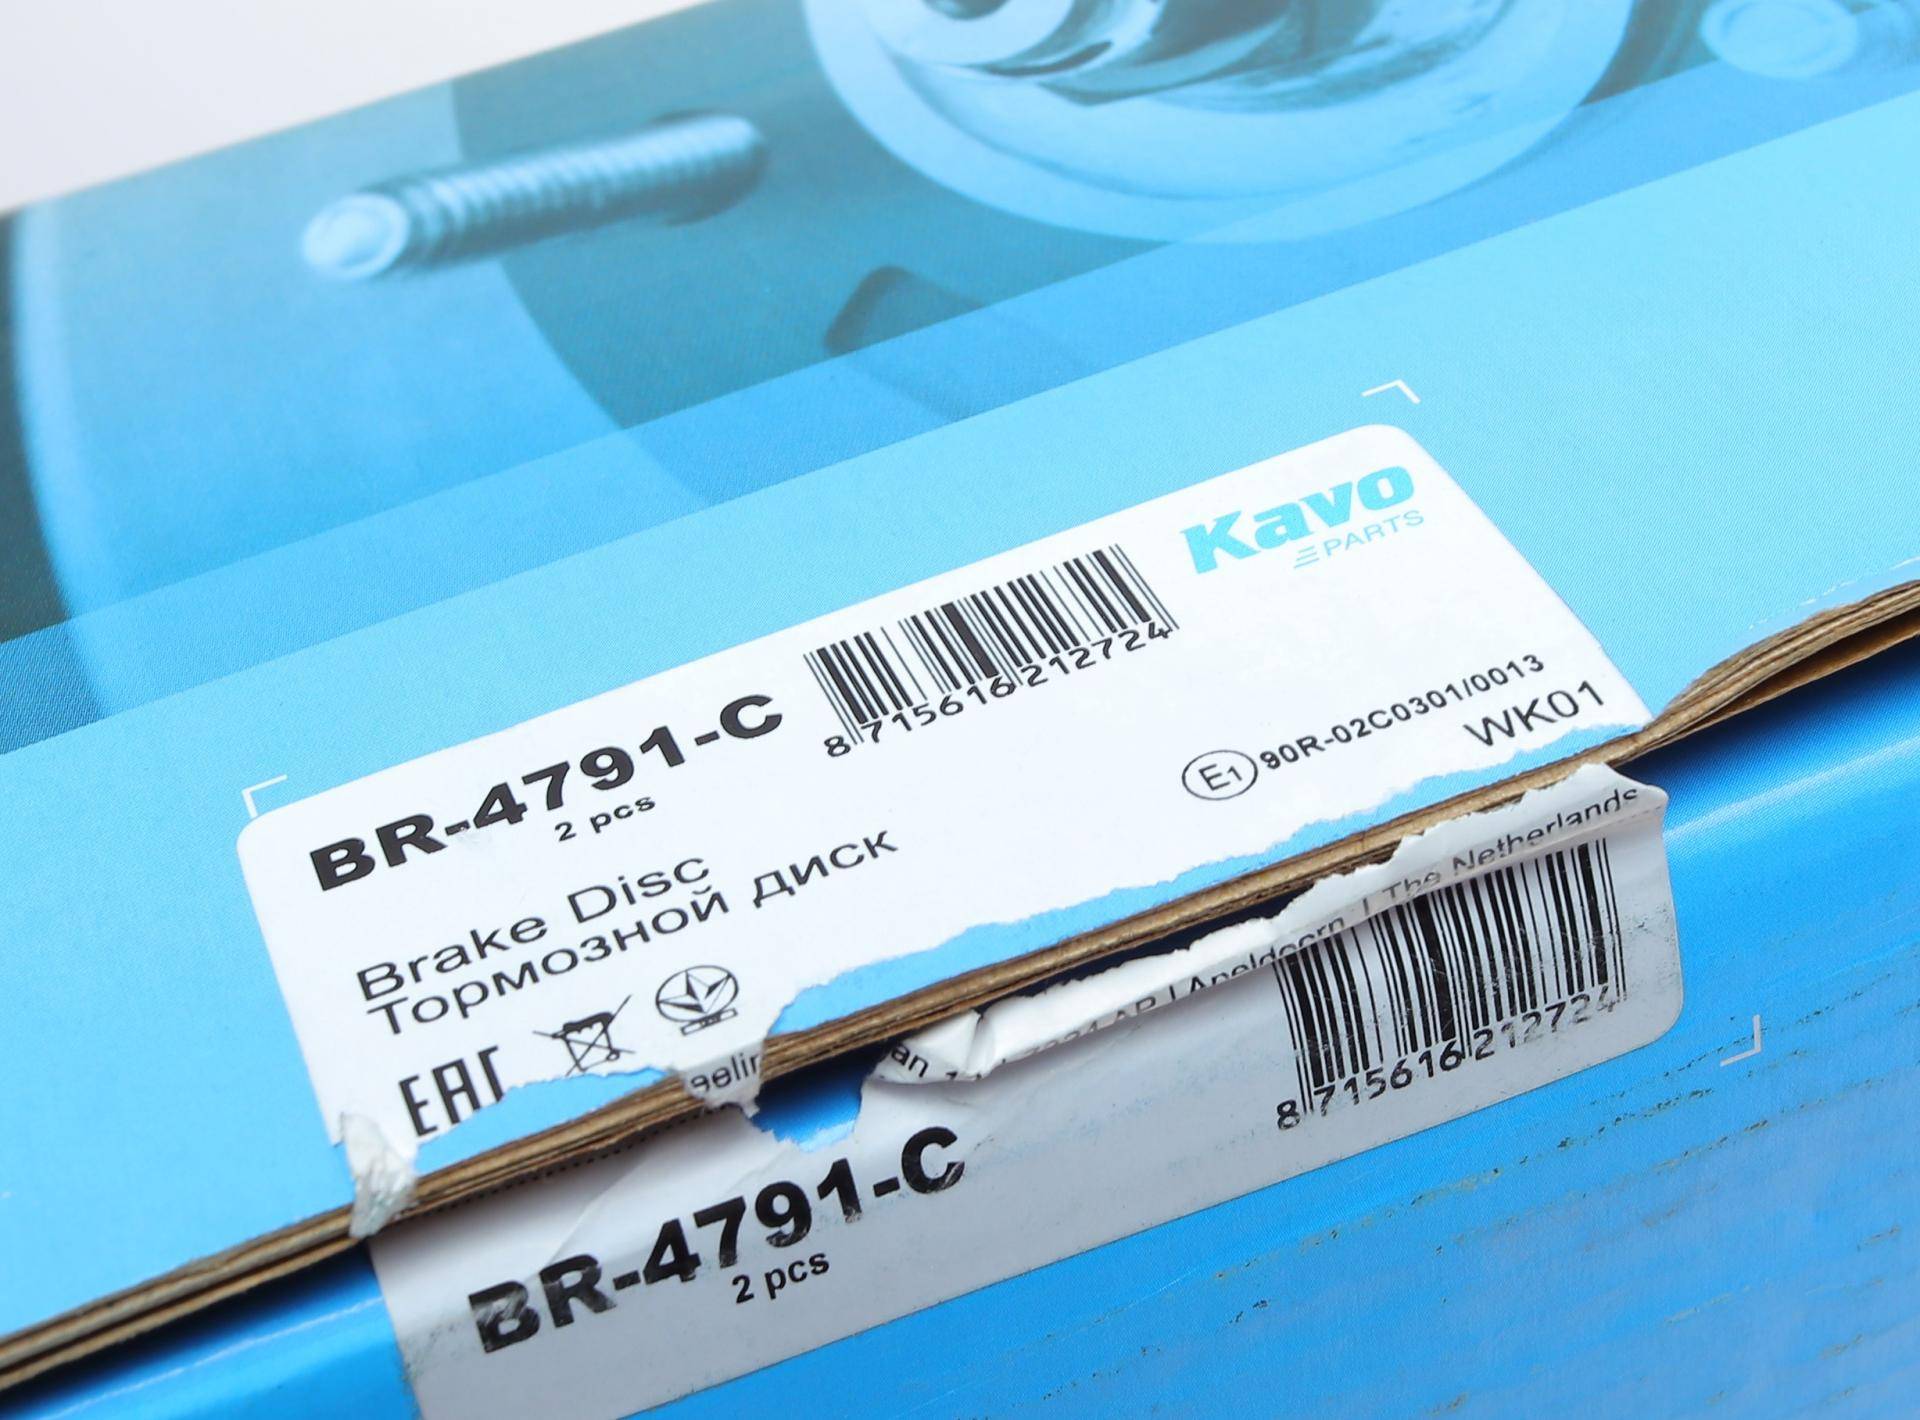 Kavo
PARTS
BR-4791-C
2 pcs
8 715616 212724
E1 90R-02C0301/0013
WK01
Brake Disc
Тормозной диск
EAC
Apeldoorn | The Netherlands
BR-4791-C
2 pcs
8 715616 212724